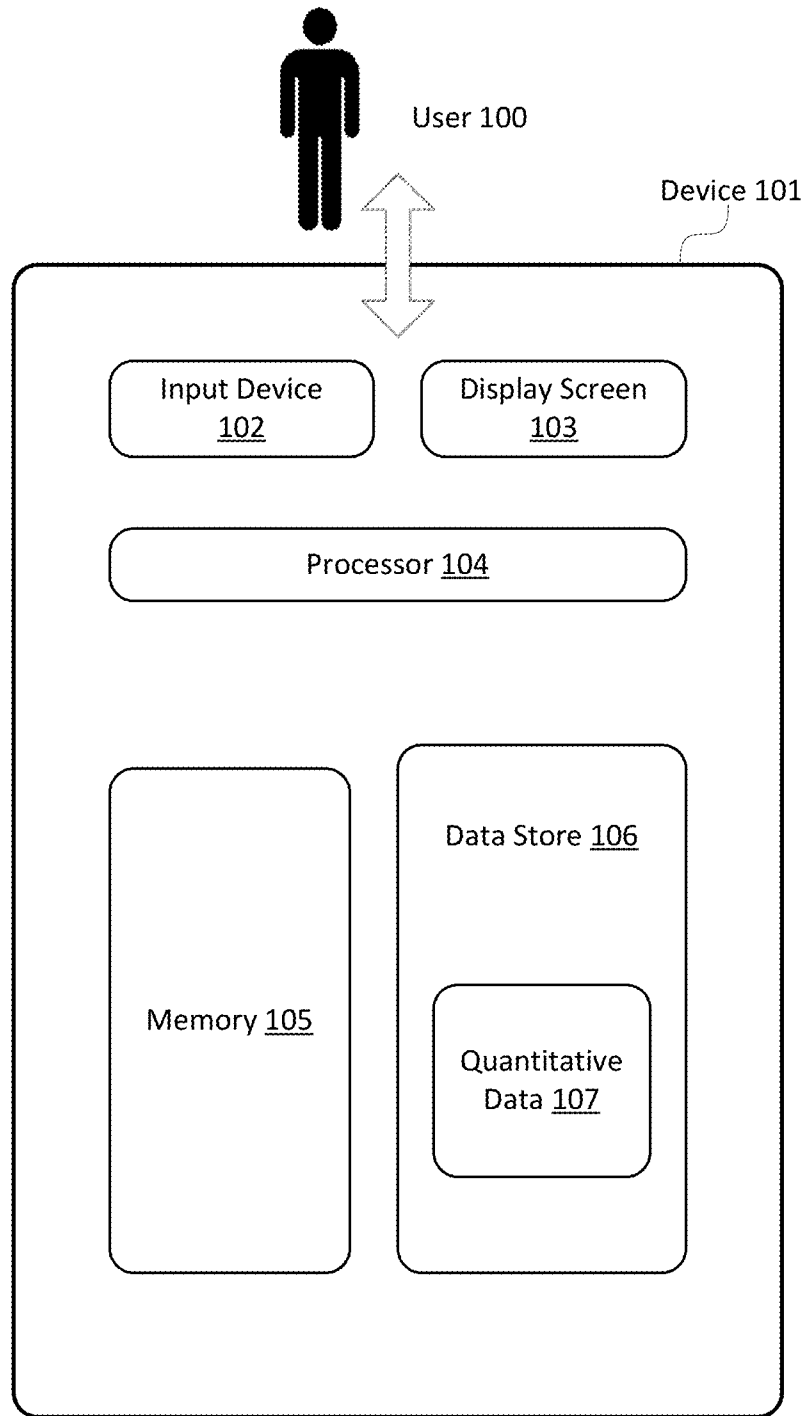 User 100
Device 101
Input Device
102
Display Screen
103
Processor 104
Data Store 106
Memory 105
Quantitative
Data 107